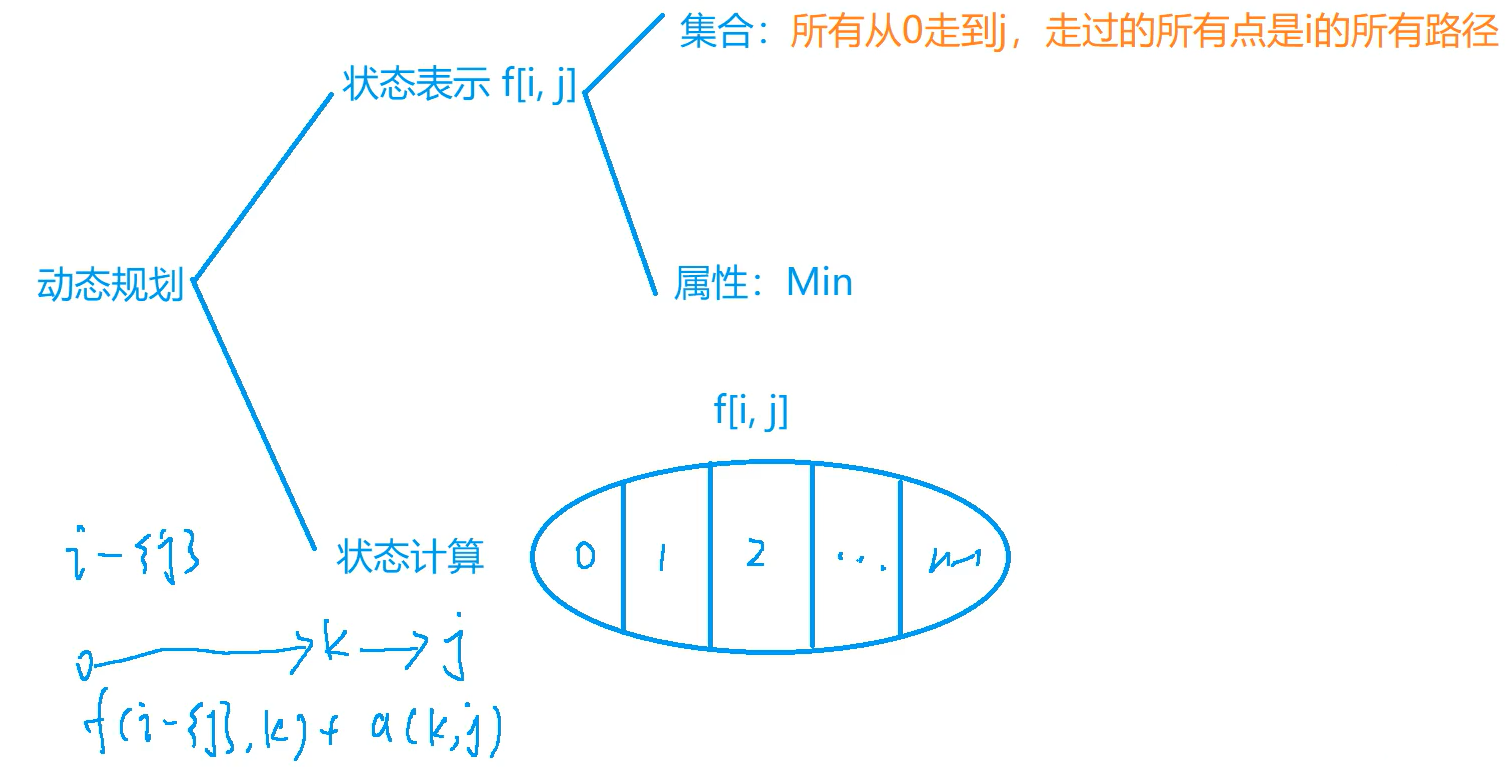 集合：所有从0走到j，走过的所有点是i的所有路径
状态表示 f[i, j]
动态规划
属性：Min
f[i, j]
i-{j}
状态计算
0 1 2 ... n-1
0 → k → j
f(i-{j}, k) + a(k,j)